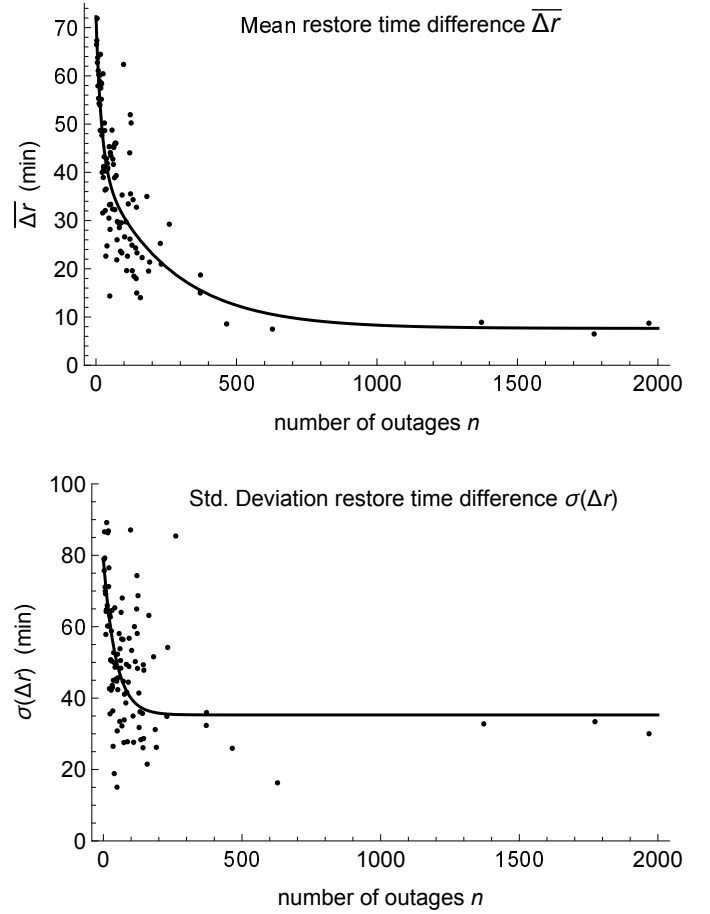 Mean restore time difference Δr
70
60
50
40
30
20
10
0
Δr (min)
0 500 1000 1500 2000
number of outages n
Std. Deviation restore time difference σ(Δr)
100
80
60
40
20
0
σ(Δr) (min)
0 500 1000 1500 2000
number of outages n